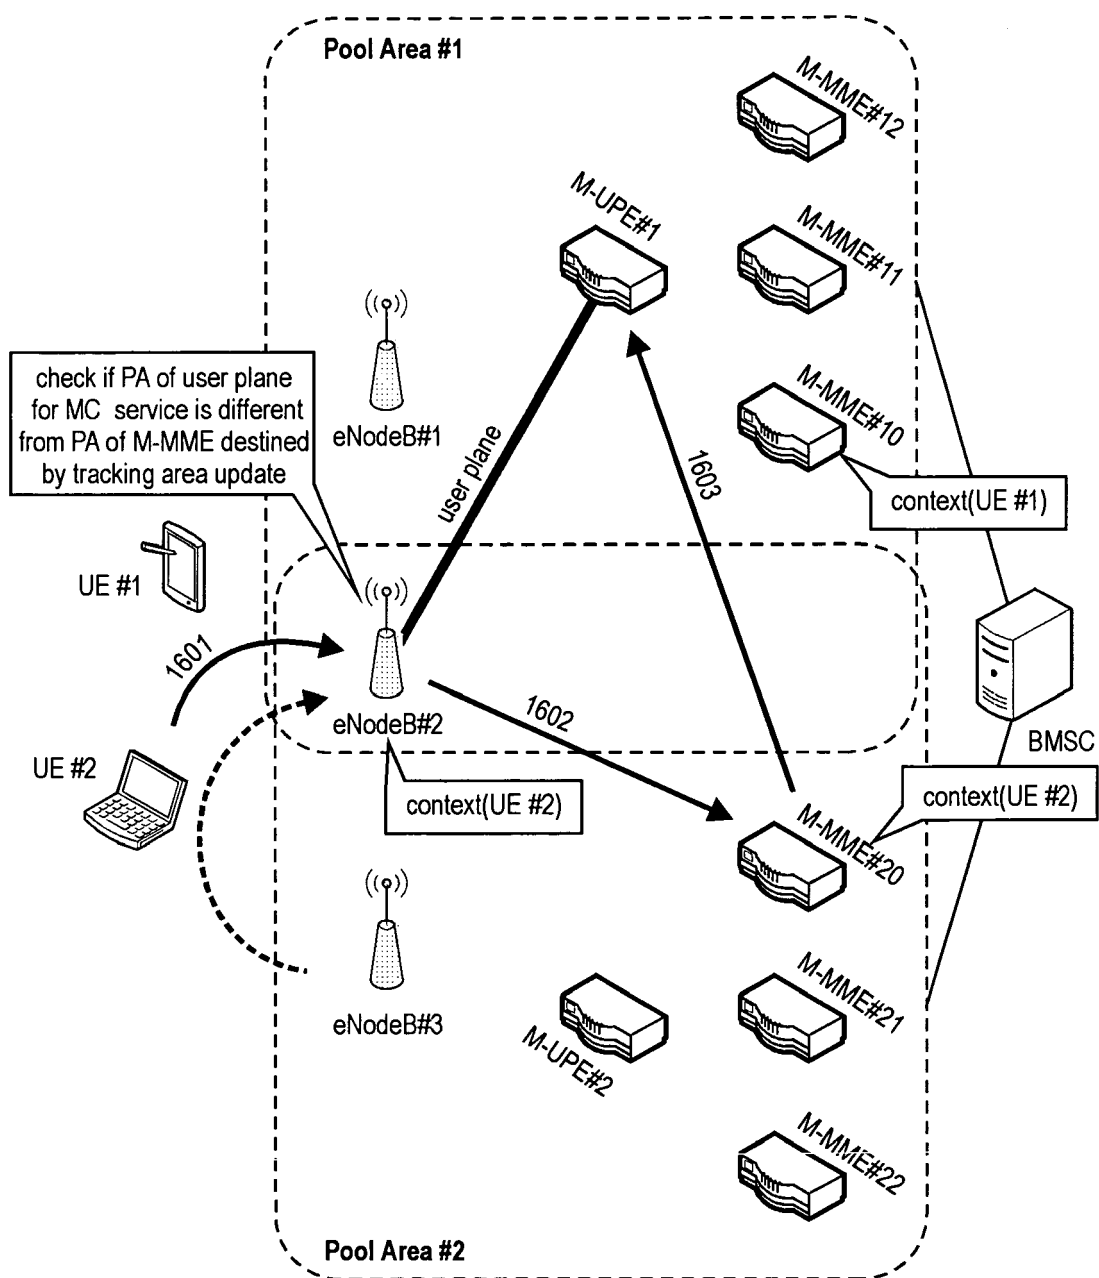 Pool Area #1
M-MME#12
M-UPE#1
M-MME#11
check if PA of user plane
for MC service is different
from PA of M-MME destined
by tracking area update
eNodeB#1
M-MME#10
user plane
1603
context(UE #1)
UE #1
1601
eNodeB#2
1602
BMSC
UE #2
context(UE #2)
context(UE #2)
M-MME#20
eNodeB#3
M-UPE#2
M-MME#21
M-MME#22
Pool Area #2